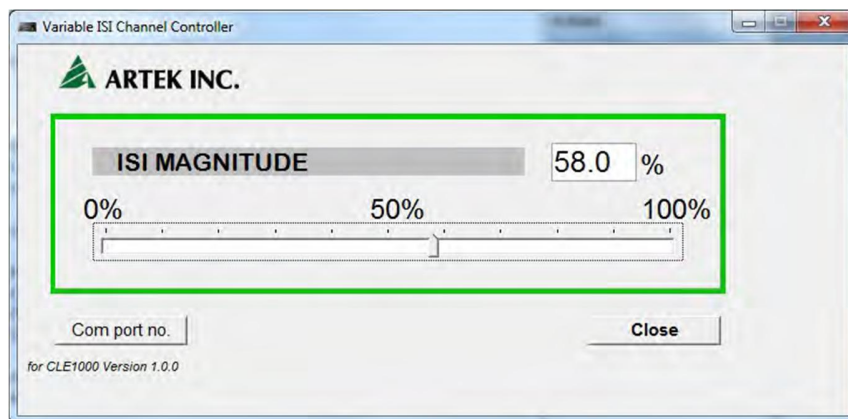 Variable ISI Channel Controller
ARTEK INC.
ISI MAGNITUDE 58.0 %
0% 50% 100%
Com port no. Close
for CLE1000 Version 1.0.0